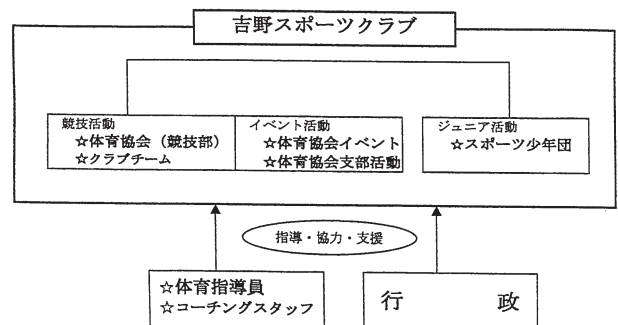 吉野スポーツクラブ
競技活動
☆体育協会（競技部）
☆クラブチーム
イベント活動
☆体育協会イベント
☆体育協会支部活動
ジュニア活動
☆スポーツ少年団
指導・協力・支援
☆体育指導員
☆コーチングスタッフ
行　　　政